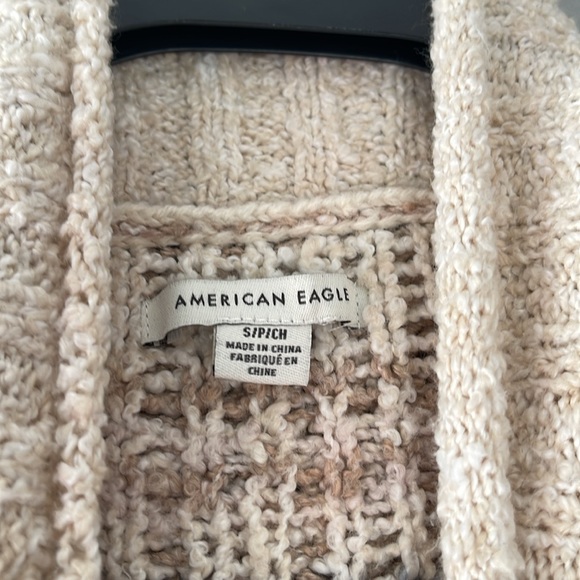 AMERICAN EAGLE
S/P/CH
MADE IN CHINA
FABRIQUÉ EN
CHINE